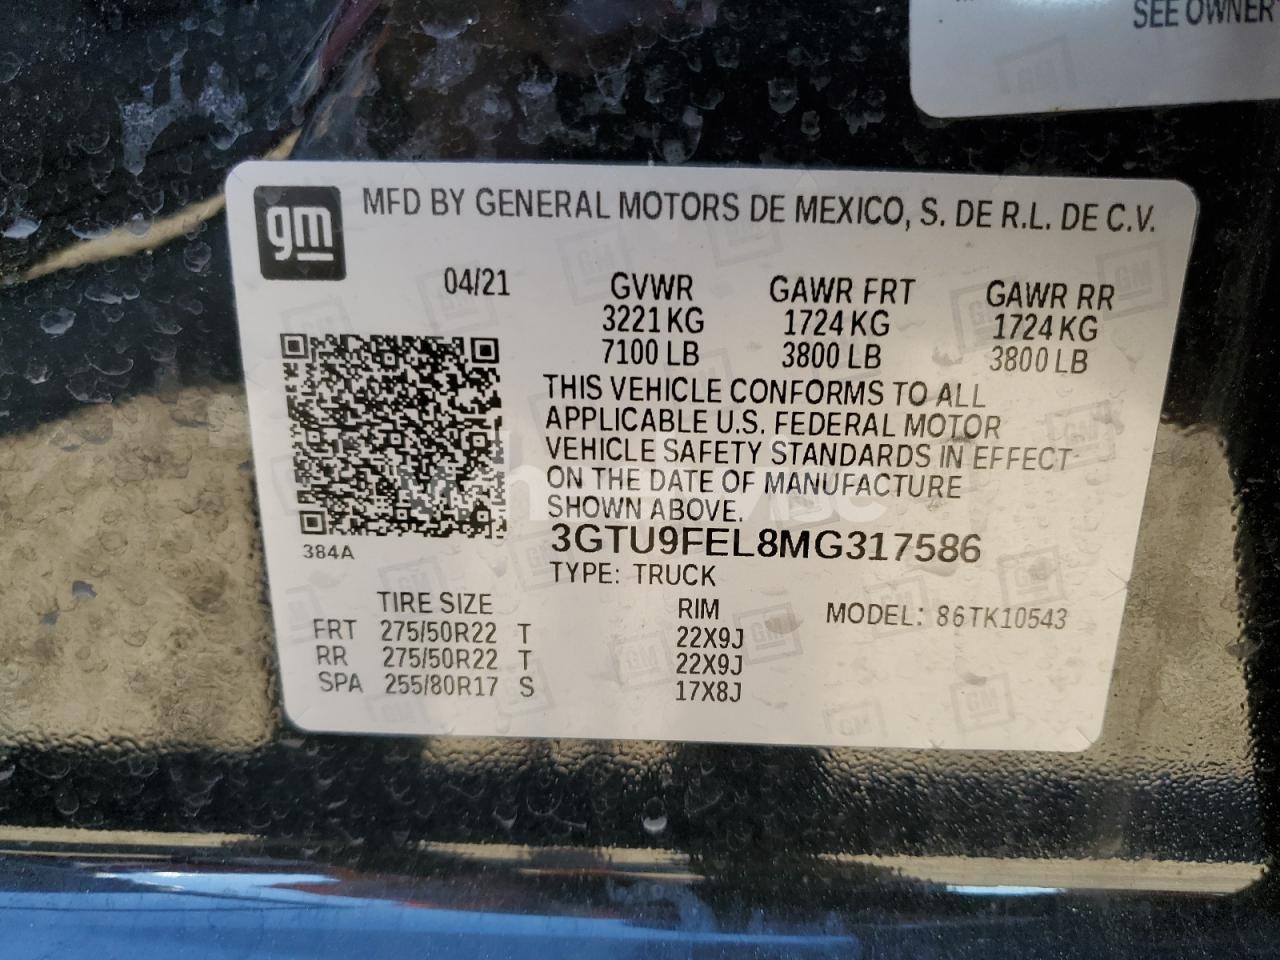 SEE OWNER
gm
MFD BY GENERAL MOTORS DE MEXICO, S. DE R.L. DE C.V.
04/21 GVWR GAWR FRT GAWR RR
3221 KG 1724 KG 1724 KG
7100 LB 3800 LB 3800 LB
THIS VEHICLE CONFORMS TO ALL
APPLICABLE U.S. FEDERAL MOTOR
VEHICLE SAFETY STANDARDS IN EFFECT
ON THE DATE OF MANUFACTURE
SHOWN ABOVE.
3GTU9FEL8MG317586
384A
TYPE: TRUCK
TIRE SIZE RIM MODEL: 86TK10543
FRT 275/50R22 T 22X9J
RR 275/50R22 T 22X9J
SPA 255/80R17 S 17X8J